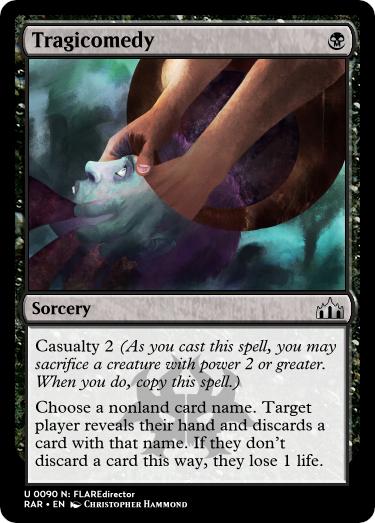 Tragicomedy
Sorcery
Casualty 2 (As you cast this spell, you may
sacrifice a creature with power 2 or greater.
When you do, copy this spell.)
Choose a nonland card name. Target
player reveals their hand and discards a
card with that name. If they don't
discard a card this way, they lose 1 life.
U 0090 N: FLAREdirector
RAR • EN Christopher Hammond